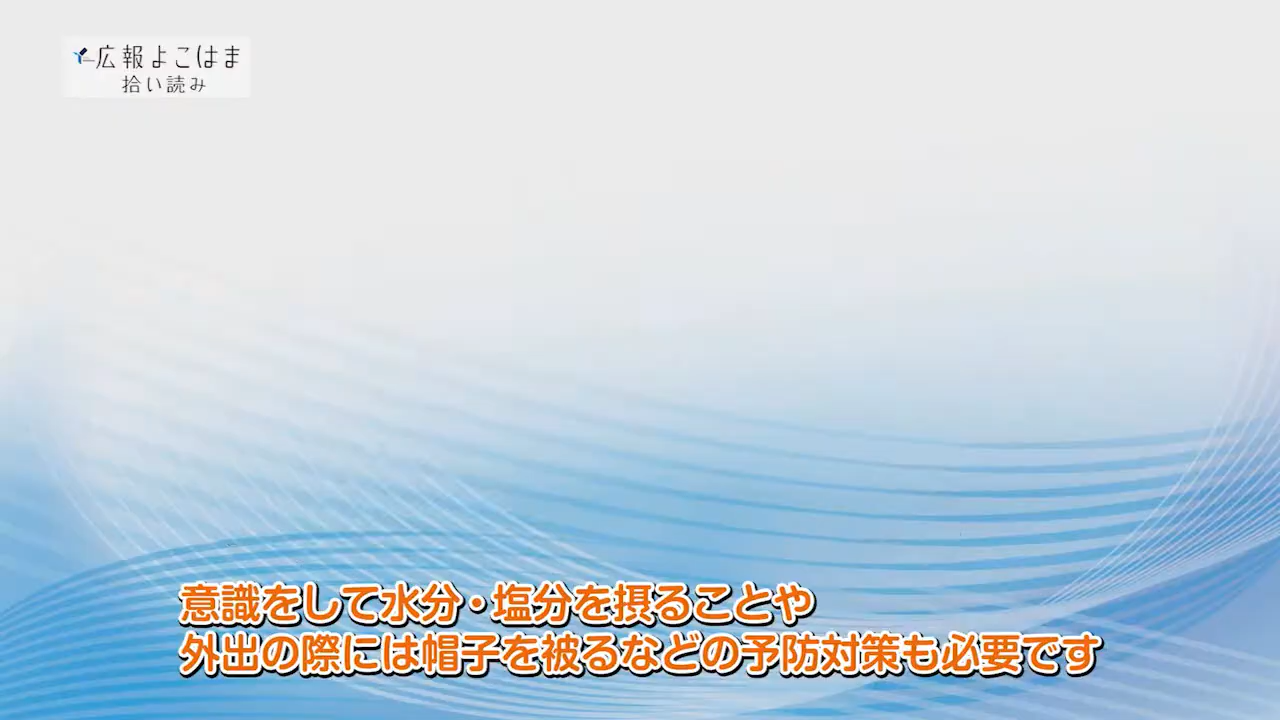 広報よこはま
拾い読み
意識をして水分・塩分を摂ることや
外出の際には帽子を被るなどの予防対策も必要です